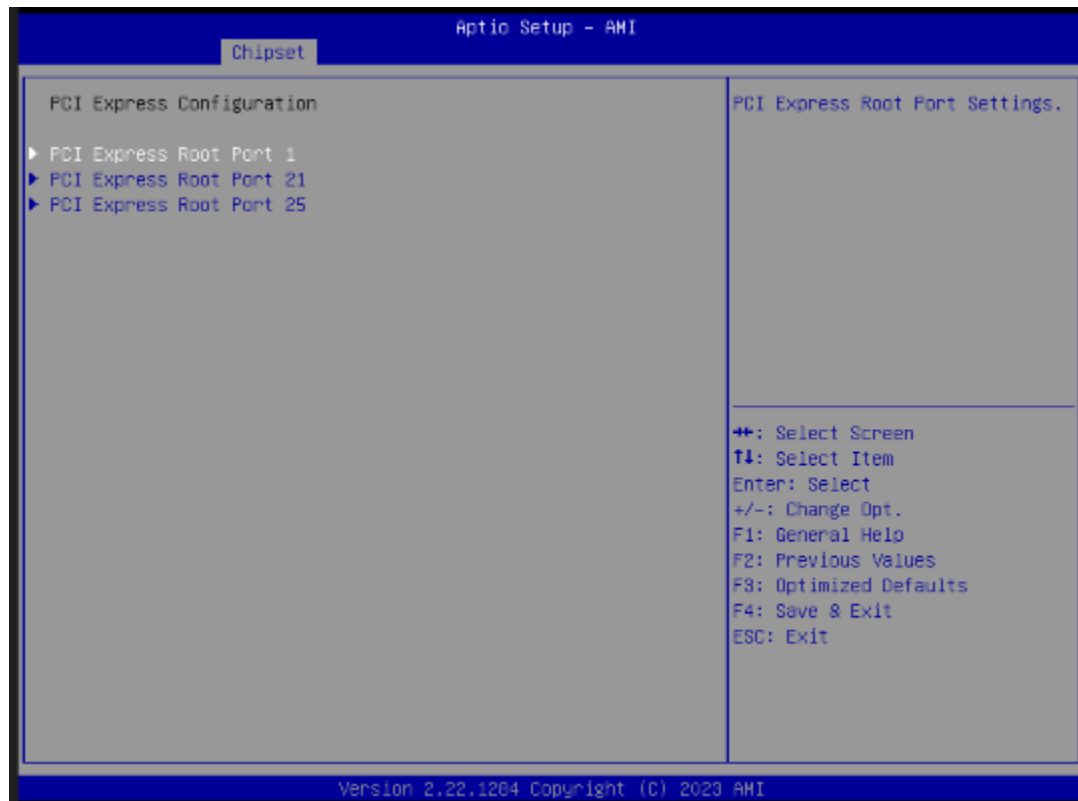 Aptio Setup - AMI
Chipset
PCI Express Configuration
PCI Express Root Port 1
PCI Express Root Port 21
PCI Express Root Port 25
PCI Express Root Port Settings.
→←: Select Screen
↑↓: Select Item
Enter: Select
+/-: Change Opt.
F1: General Help
F2: Previous Values
F3: Optimized Defaults
F4: Save & Exit
ESC: Exit
Version 2.22.1284 Copyright (C) 2023 AMI